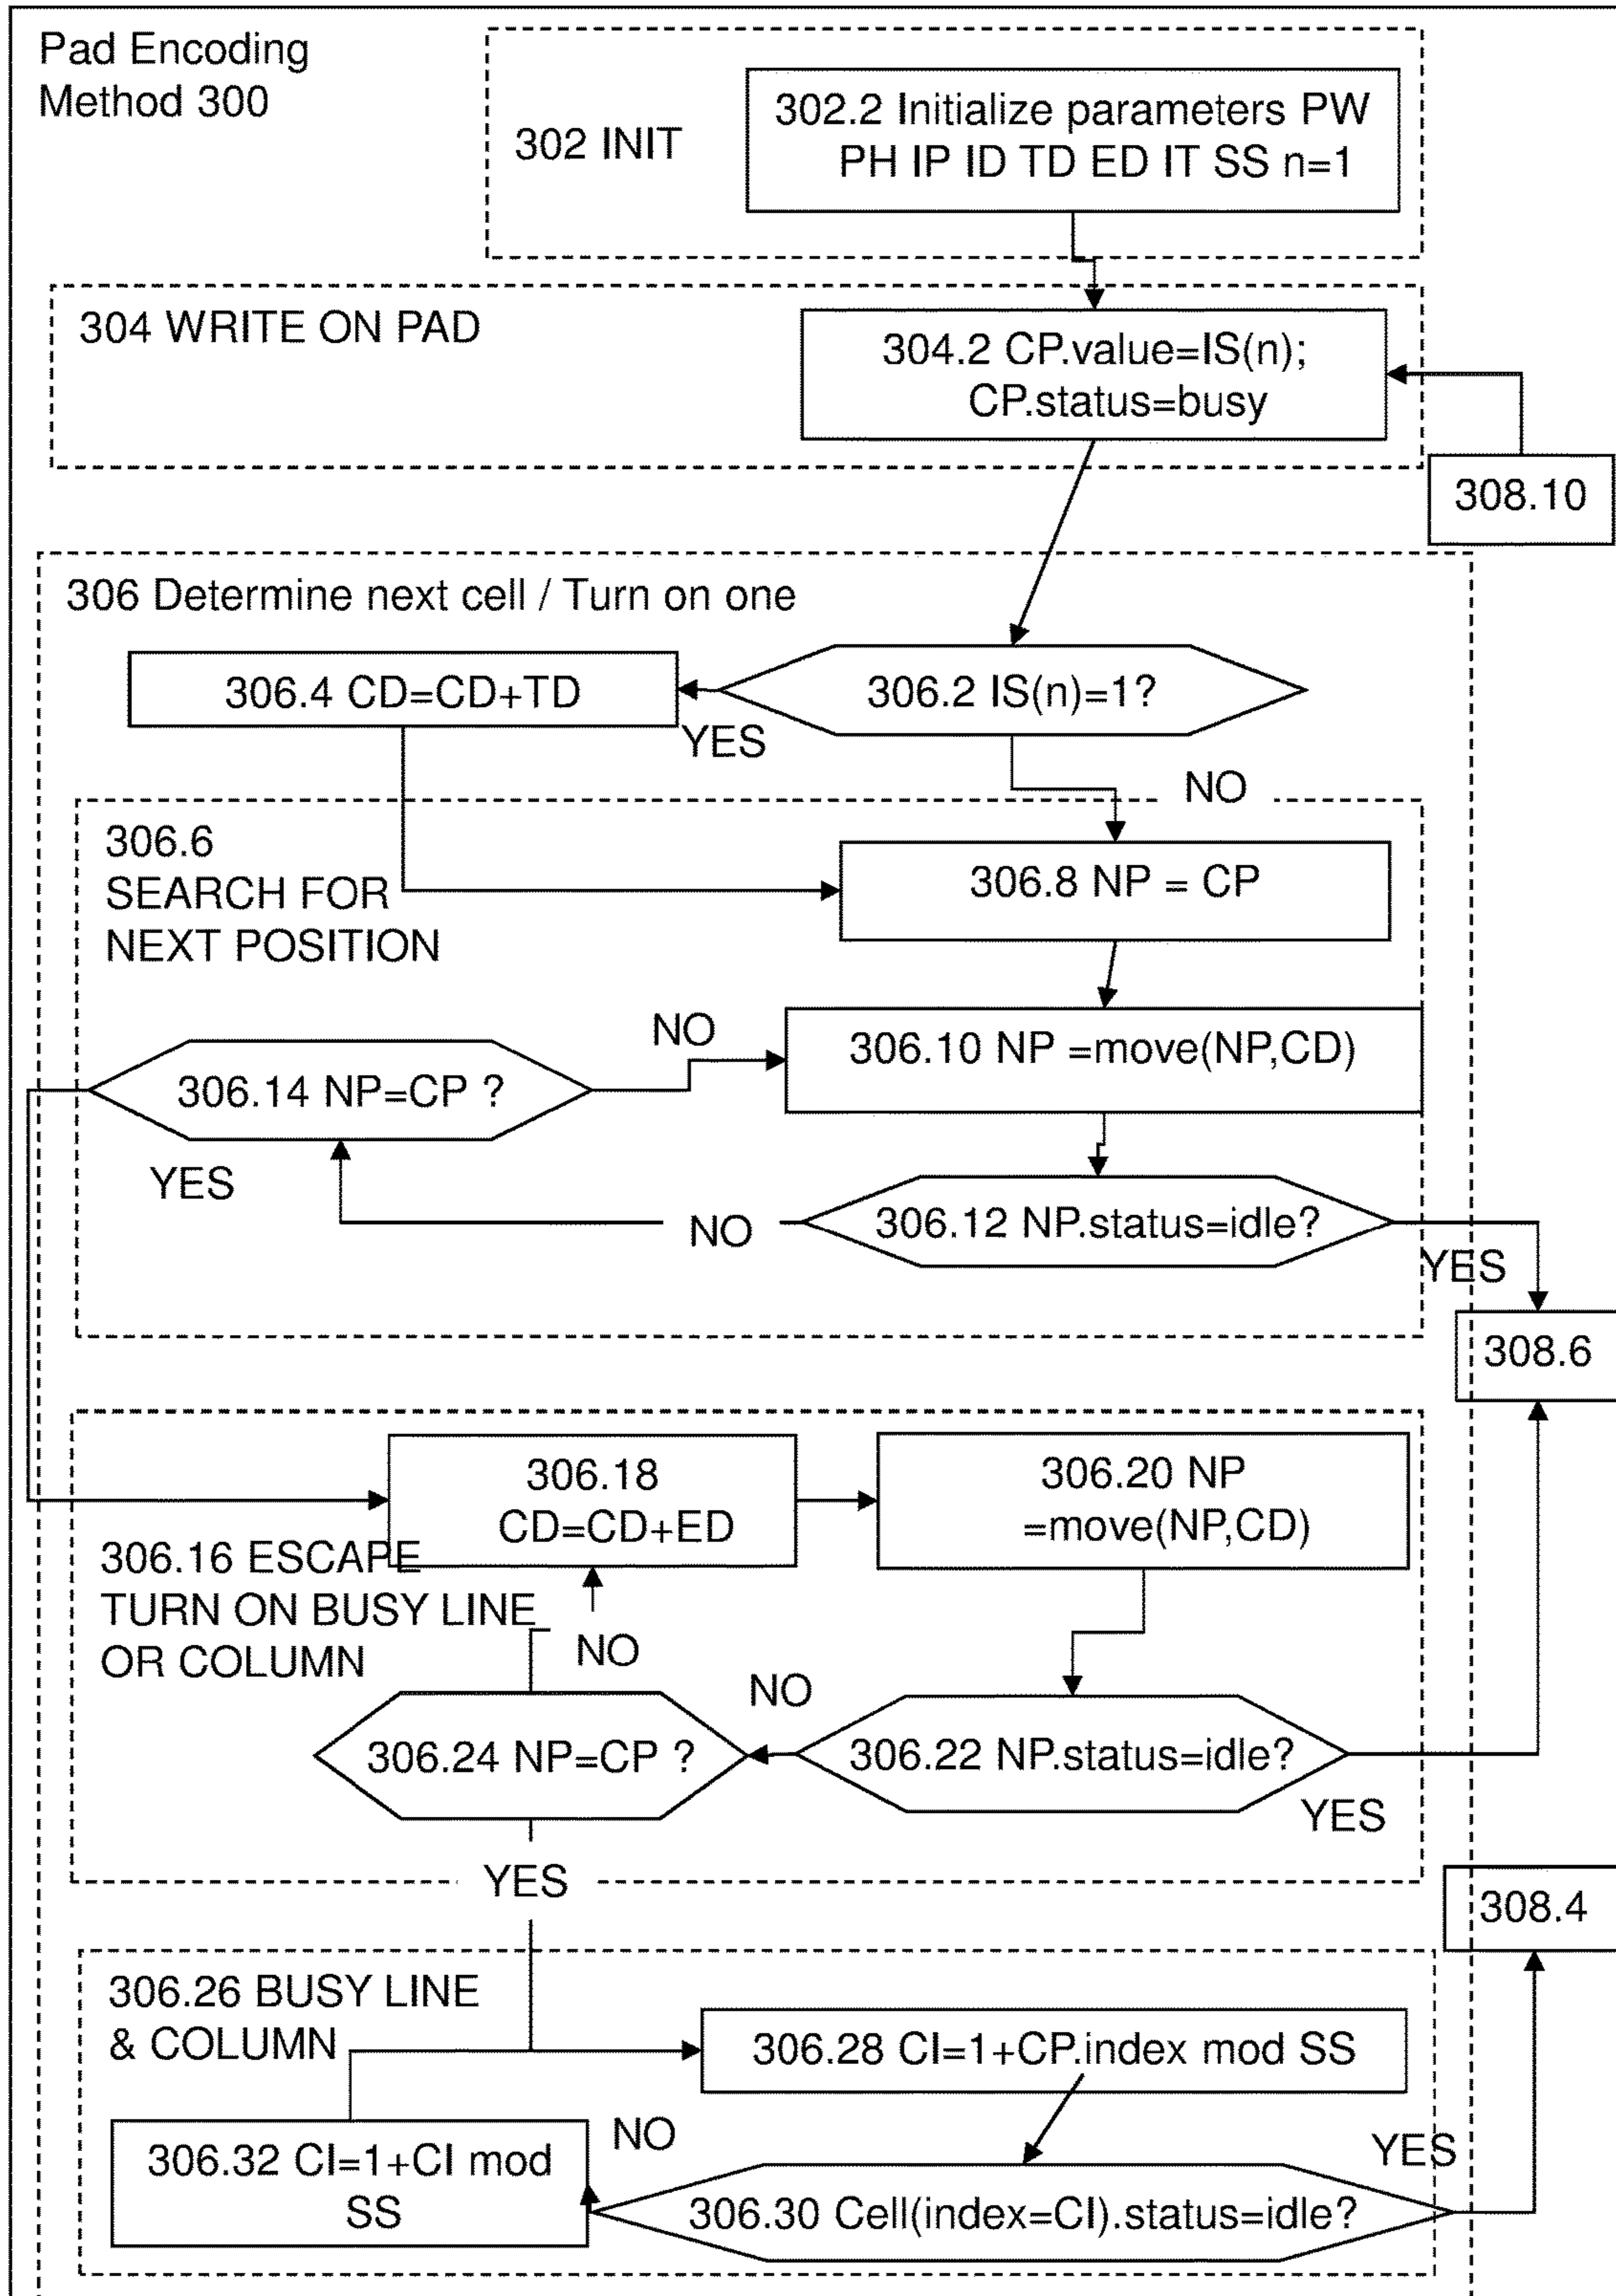 Pad Encoding
Method 300
302 INIT
302.2 Initialize parameters PW
PH IP ID TD ED IT SS n=1
304 WRITE ON PAD
304.2 CP.value=IS(n);
CP.status=busy
308.10
306 Determine next cell / Turn on one
306.4 CD=CD+TD
306.2 IS(n)=1?
YES
NO
306.6
SEARCH FOR
NEXT POSITION
306.8 NP = CP
NO
306.10 NP =move(NP,CD)
306.14 NP=CP ?
YES
NO
306.12 NP.status=idle?
YES
308.6
306.18
CD=CD+ED
306.20 NP
=move(NP,CD)
306.16 ESCAPE
TURN ON BUSY LINE
OR COLUMN
NO
NO
306.24 NP=CP ?
306.22 NP.status=idle?
YES
YES
308.4
306.26 BUSY LINE
& COLUMN
306.28 CI=1+CP.index mod SS
NO
YES
306.32 CI=1+CI mod
SS
306.30 Cell(index=CI).status=idle?